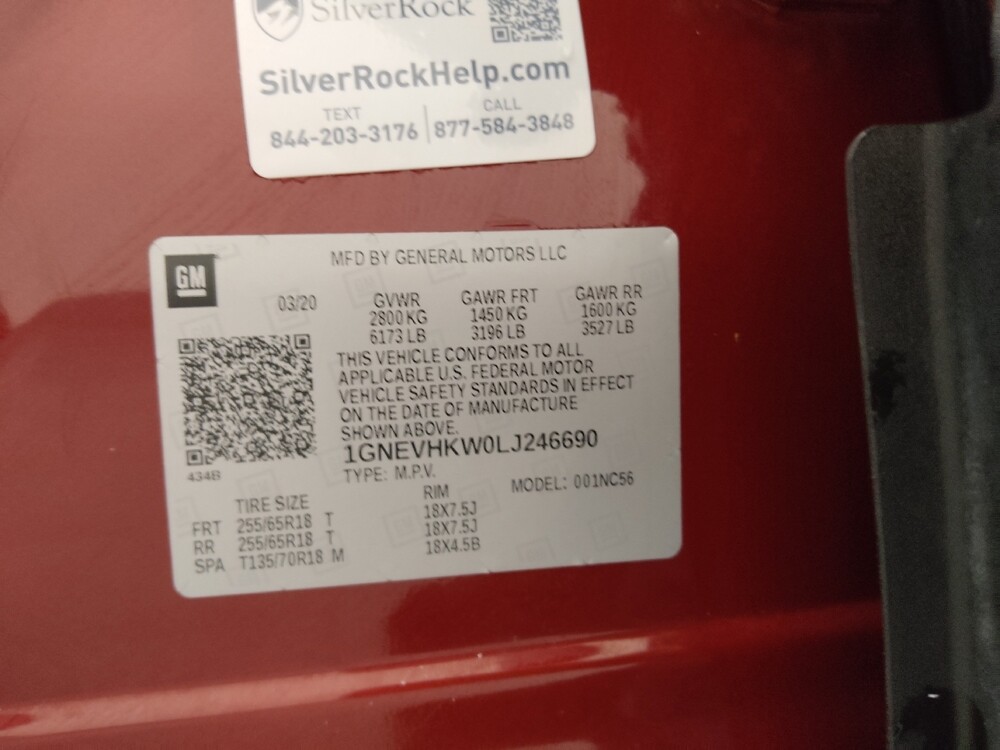 SilverRock
SilverRockHelp.com
TEXT
844-203-3176
CALL
877-584-3848
GM
MFD BY GENERAL MOTORS LLC
03/20
GVWR
2800 KG
6173 LB
GAWR FRT
1450 KG
3196 LB
GAWR RR
1600 KG
3527 LB
THIS VEHICLE CONFORMS TO ALL
APPLICABLE U.S. FEDERAL MOTOR
VEHICLE SAFETY STANDARDS IN EFFECT
ON THE DATE OF MANUFACTURE
SHOWN ABOVE.
1GNEVHKW0LJ246690
434B
TYPE: M.P.V.
MODEL: 001NC56
TIRE SIZE RIM
FRT 255/65R18 T 18X7.5J
RR 255/65R18 T 18X7.5J
SPA T135/70R18 M 18X4.5B